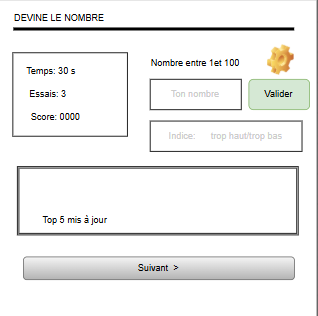 DEVINE LE NOMBRE
Temps: 30 s
Essais: 3
Score: 0000
Nombre entre 1et 100
Ton nombre
Valider
Indice: trop haut/trop bas
Top 5 mis à jour
Suivant >